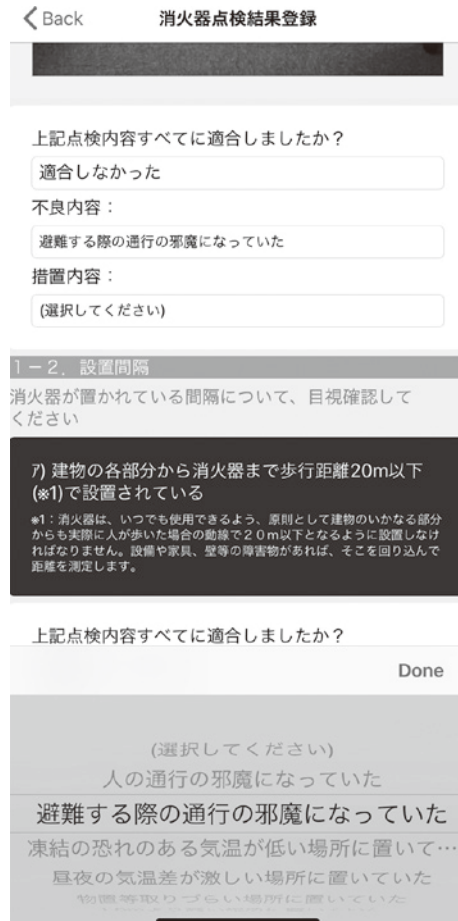 Back
消火器点検結果登録
上記点検内容すべてに適合しましたか？
適合しなかった
不良内容：
避難する際の通行の邪魔になっていた
措置内容：
(選択してください)
１－２．設置間隔
消火器が置かれている間隔について、目視確認して
ください
ｱ) 建物の各部分から消火器まで歩行距離20m以下
(※1)で設置されている
※1：消火器は、いつでも使用できるよう、原則として建物のいかなる部分
からも実際に人が歩いた場合の動線で２０ｍ以下となるように設置しなけ
ればなりません。設備や家具、壁等の障害物があれば、そこを回り込んで
距離を測定します。
上記点検内容すべてに適合しましたか？
Done
(選択してください)
人の通行の邪魔になっていた
避難する際の通行の邪魔になっていた
凍結の恐れのある気温が低い場所に置いて…
昼夜の気温差が激しい場所に置いていた
物置等取りづらい場所に置いていた